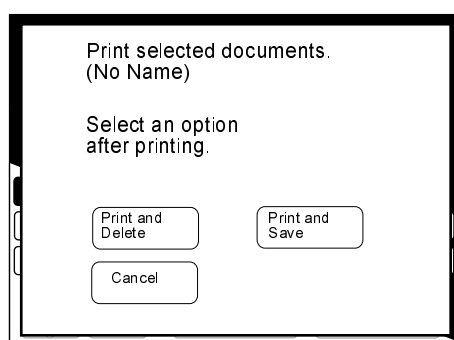 Print selected documents.
(No Name)
Select an option
after printing.
Print and
Delete
Print and
Save
Cancel